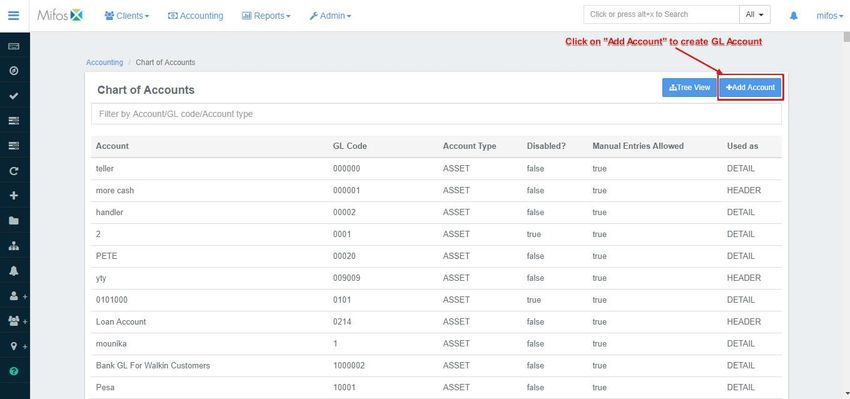 Mifos Clients Accounting Reports Admin Click or press alt+x to Search All mifos
Click on "Add Account" to create GL Account
Accounting / Chart of Accounts
Chart of Accounts Tree View +Add Account
Filter by Account/GL code/Account type
Account GL Code Account Type Disabled? Manual Entries Allowed Used as
teller 000000 ASSET false true DETAIL
more cash 000001 ASSET false true HEADER
handler 00002 ASSET false true DETAIL
2 0001 ASSET true true DETAIL
PETE 00020 ASSET false true DETAIL
yty 009009 ASSET false true HEADER
0101000 0101 ASSET true true DETAIL
Loan Account 0214 ASSET false true HEADER
mounika 1 ASSET false true DETAIL
Bank GL For Walkin Customers 1000002 ASSET false true DETAIL
Pesa 10001 ASSET false true DETAIL